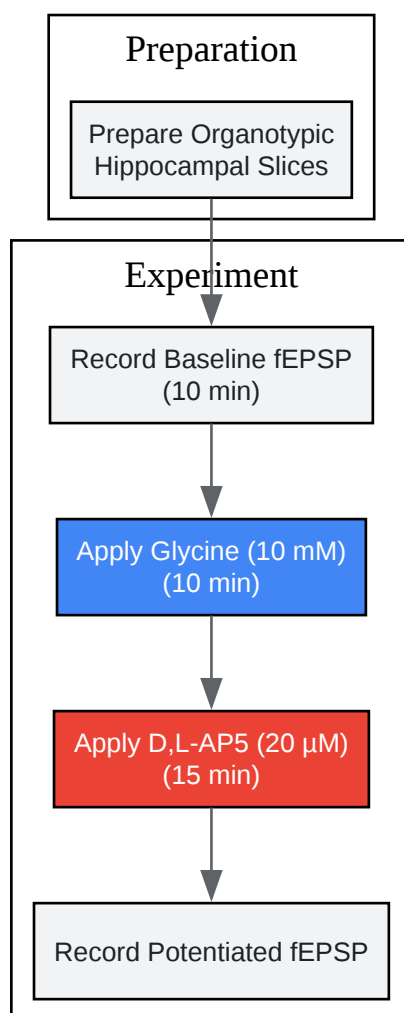 Preparation
Prepare Organotypic
Hippocampal Slices
Experiment
Record Baseline fEPSP
(10 min)
Apply Glycine (10 mM)
(10 min)
Apply D,L-AP5 (20 µM)
(15 min)
Record Potentiated fEPSP